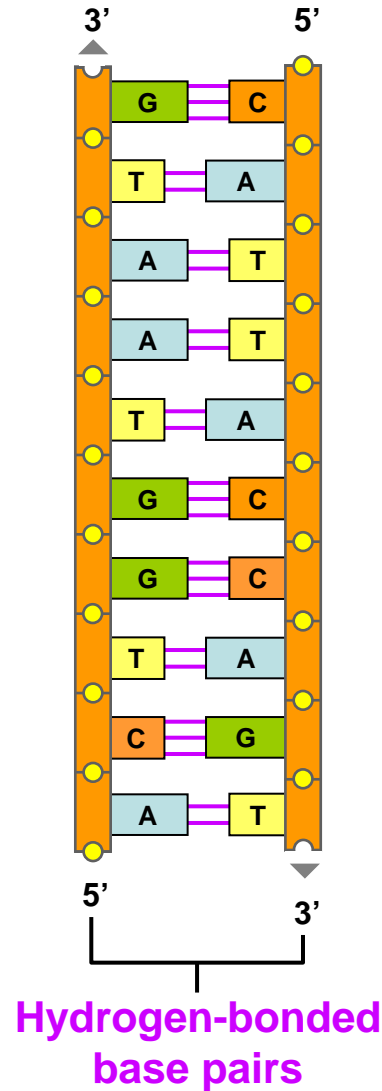 3’ 5’
G C
T A
A T
A T
T A
G C
G C
T A
C G
A T
5’ 3’
Hydrogen-bonded
base pairs